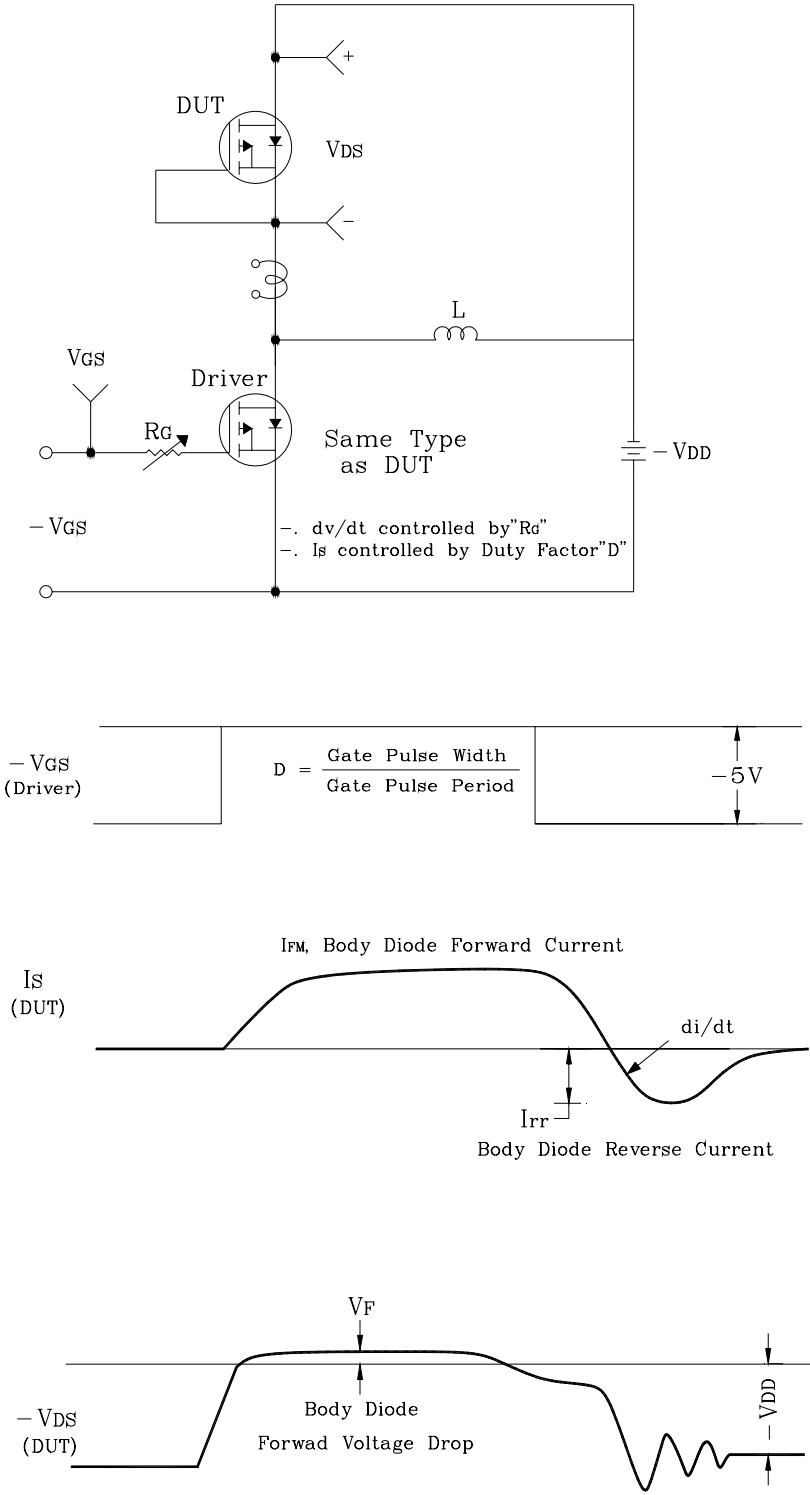 +
DUT
VDS
-
L
VGS
Driver
RG
Same Type
as DUT
-VDD
-VGS
-. dv/dt controlled by"RG"
-. IS controlled by Duty Factor"D"
-VGS
(Driver)
D = Gate Pulse Width
Gate Pulse Period
-5V
IFM, Body Diode Forward Current
IS
(DUT)
di/dt
Irr
Body Diode Reverse Current
VF
-VDD
Body Diode
Forwad Voltage Drop
-VDS
(DUT)